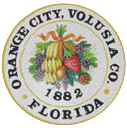 ORANGE CITY, VOLUSIA CO.
1882
FLORIDA